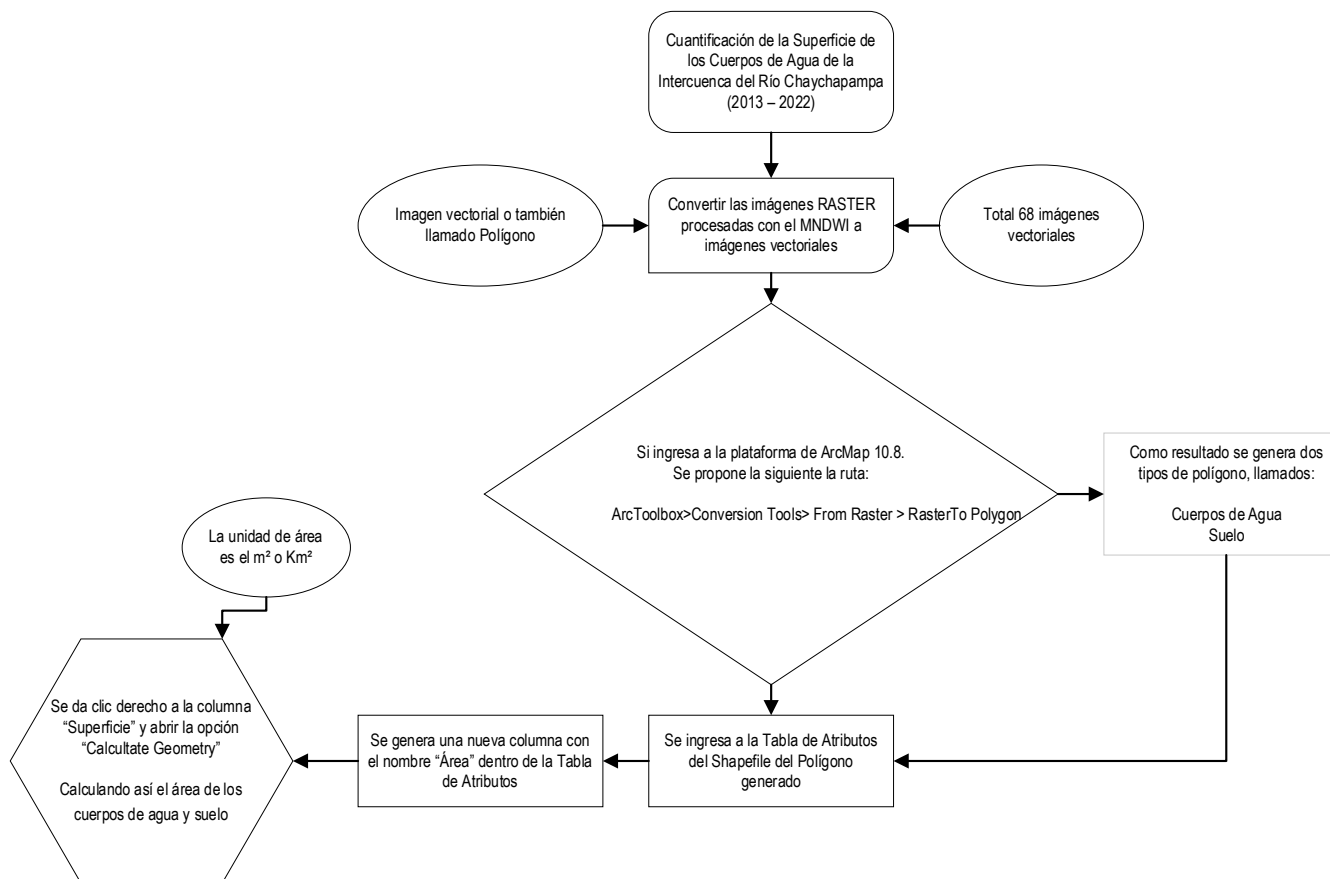 Cuantificación de la Superficie de
los Cuerpos de Agua de la
Intercuenca del Río Chaychapampa
(2013 – 2022)
Imagen vectorial o también
llamado Polígono
Convertir las imágenes RASTER
procesadas con el MNDWI a
imágenes vectoriales
Total 68 imágenes
vectoriales
Si ingresa a la plataforma de ArcMap 10.8.
Se propone la siguiente la ruta:
ArcToolbox>Conversion Tools> From Raster > RasterTo Polygon
Como resultado se genera dos
tipos de polígono, llamados:
Cuerpos de Agua
Suelo
La unidad de área
es el m² o Km²
Se da clic derecho a la columna
“Superficie” y abrir la opción
“Calcultate Geometry”
Calculando así el área de los
cuerpos de agua y suelo
Se genera una nueva columna con
el nombre “Área” dentro de la Tabla
de Atributos
Se ingresa a la Tabla de Atributos
del Shapefile del Polígono
generado